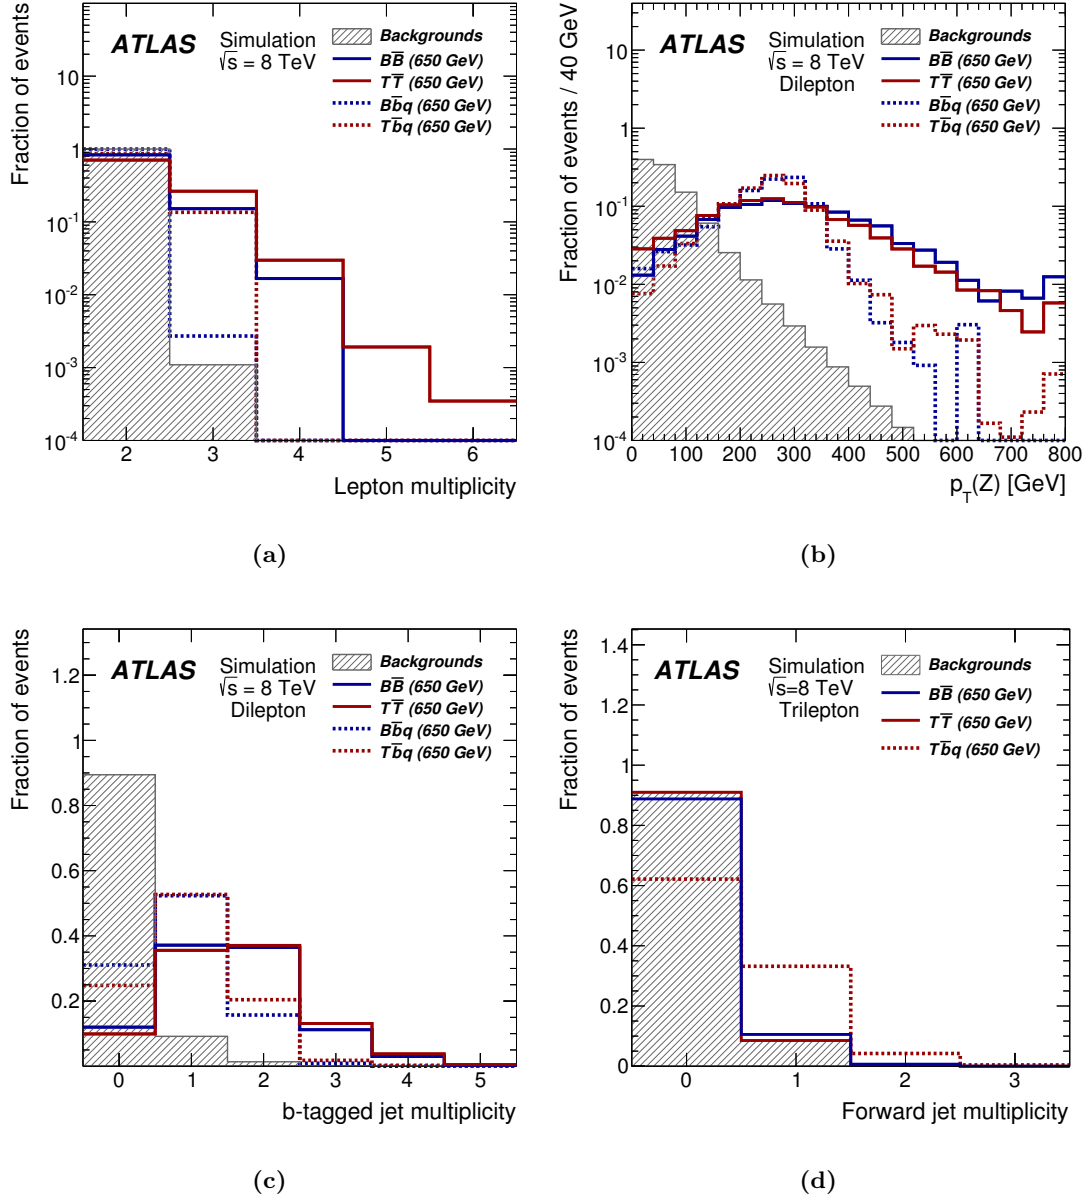 Fraction of events
ATLAS Simulation
√s = 8 TeV
Backgrounds
BB̅ (650 GeV)
TT̅ (650 GeV)
Bb̅q (650 GeV)
Tb̅q (650 GeV)
10
1
10⁻¹
10⁻²
10⁻³
10⁻⁴
2 3 4 5 6
Lepton multiplicity
(a)
Fraction of events / 40 GeV
ATLAS Simulation
√s = 8 TeV
Dilepton
Backgrounds
BB̅ (650 GeV)
TT̅ (650 GeV)
Bb̅q (650 GeV)
Tb̅q (650 GeV)
10
1
10⁻¹
10⁻²
10⁻³
10⁻⁴
0 100 200 300 400 500 600 700 800
p_T(Z) [GeV]
(b)
Fraction of events
ATLAS Simulation
√s = 8 TeV
Dilepton
Backgrounds
BB̅ (650 GeV)
TT̅ (650 GeV)
Bb̅q (650 GeV)
Tb̅q (650 GeV)
1.2
1
0.8
0.6
0.4
0.2
0 1 2 3 4 5
b-tagged jet multiplicity
(c)
Fraction of events
ATLAS Simulation
√s=8 TeV
Trilepton
Backgrounds
BB̅ (650 GeV)
TT̅ (650 GeV)
Tb̅q (650 GeV)
1.4
1.2
1
0.8
0.6
0.4
0.2
0
0 1 2 3
Forward jet multiplicity
(d)